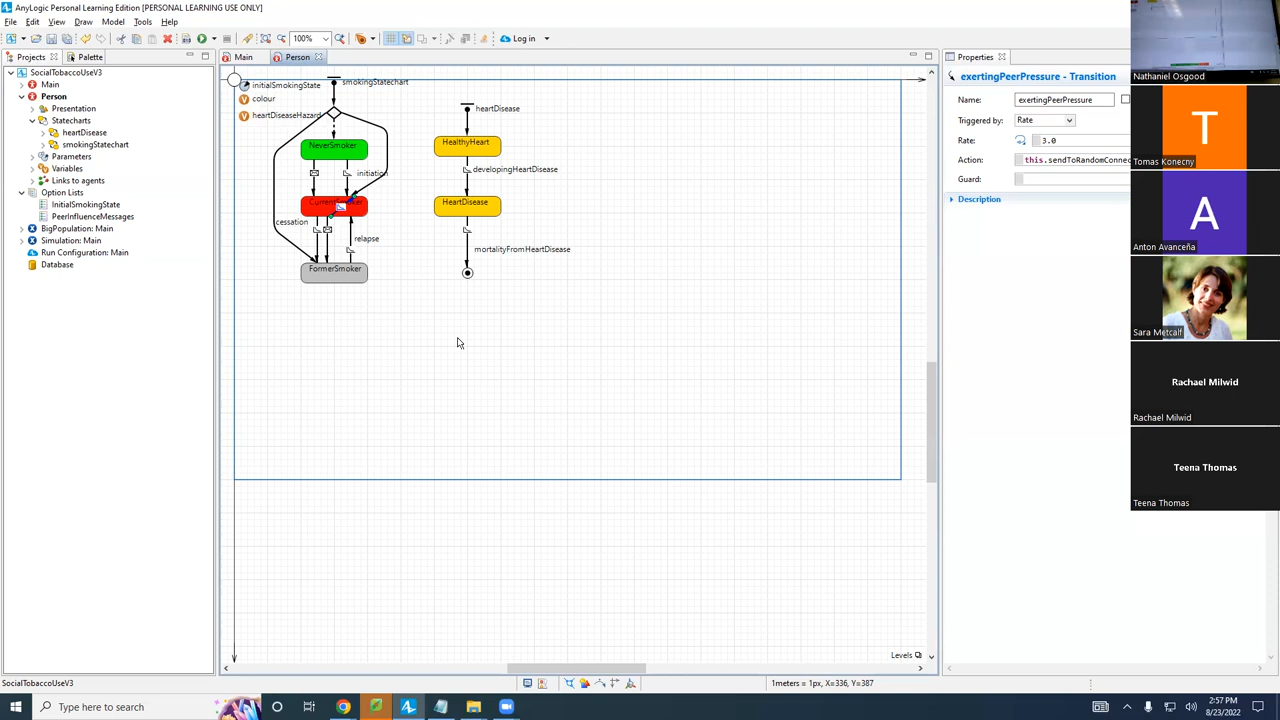 AnyLogic Personal Learning Edition [PERSONAL LEARNING USE ONLY]
File Edit View Draw Model Tools Help
100%
Log in
Projects
Palette
Main
Person
Properties
SocialTobaccoUseV3
Main
Person
Presentation
Statecharts
heartDisease
smokingStatechart
Parameters
Variables
Links to agents
Option Lists
InitialSmokingState
PeerInfluenceMessages
BigPopulation: Main
Simulation: Main
Run Configuration: Main
Database
initialSmokingState
colour
heartDiseaseHazard
smokingStatechart
NeverSmoker
initiation
cessation
relapse
FormerSmoker
heartDisease
HealthyHeart
developingHeartDisease
HeartDisease
mortalityFromHeartDisease
Levels
exertingPeerPressure - Transition
Name:
exertingPeerPressure
Triggered by:
Rate
Rate:
3.0
Action:
this.sendToRandomConnec
Guard:
Description
Nathaniel Osgood
T
Tomas Konecny
A
Anton Avanceña
Sara Metcalf
Rachael Milwid
Rachael Milwid
Teena Thomas
Teena Thomas
SocialTobaccoUseV3
1meters = 1px, X=336, Y=387
Type here to search
2:57 PM
8/23/2022